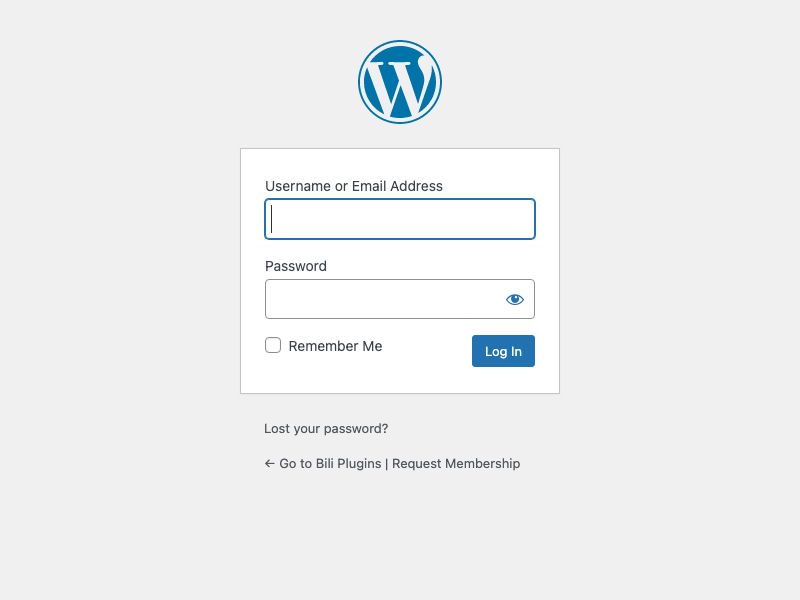 Username or Email Address
Password
Remember Me
Log In
Lost your password?
← Go to Bili Plugins | Request Membership